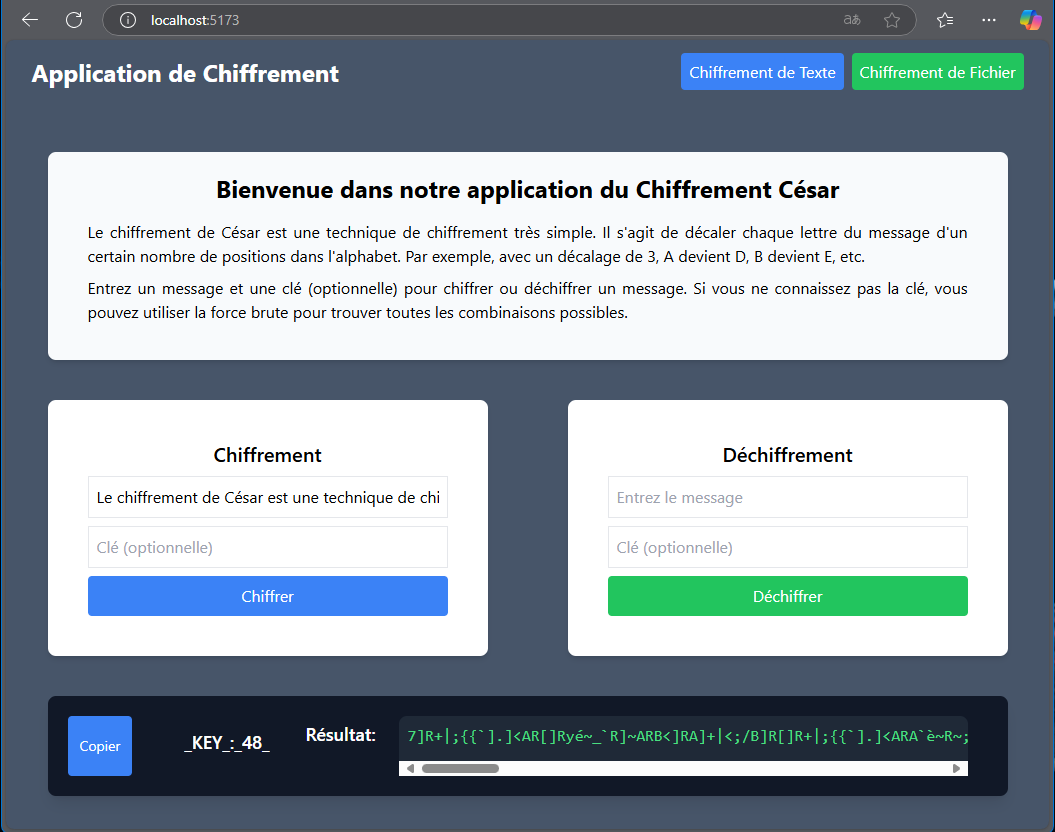 localhost:5173
aあ
Application de Chiffrement
Chiffrement de Texte
Chiffrement de Fichier
Bienvenue dans notre application du Chiffrement César
Le chiffrement de César est une technique de chiffrement très simple. Il s'agit de décaler chaque lettre du message d'un
certain nombre de positions dans l'alphabet. Par exemple, avec un décalage de 3, A devient D, B devient E, etc.
Entrez un message et une clé (optionnelle) pour chiffrer ou déchiffrer un message. Si vous ne connaissez pas la clé, vous
pouvez utiliser la force brute pour trouver toutes les combinaisons possibles.
Chiffrement
Le chiffrement de César est une technique de chi
Clé (optionnelle)
Chiffrer
Déchiffrement
Entrez le message
Clé (optionnelle)
Déchiffrer
Copier
_KEY_:_48_
Résultat:
7]R+|;{{`].]<AR[]Ryé~_`R]~ARB<]RA]+|<;/B]R[]R+|;{{`].]<ARA`è~R~;